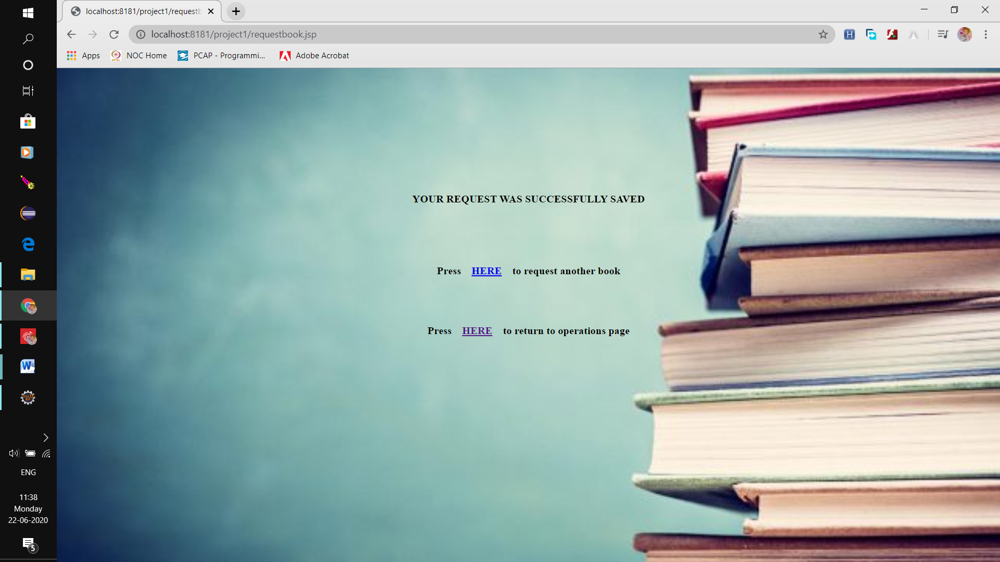 localhost:8181/project1/requestb
localhost:8181/project1/requestbook.jsp
H
Apps
NOC Home
PCAP - Programmi...
Adobe Acrobat
YOUR REQUEST WAS SUCCESSFULLY SAVED
Press HERE to request another book
Press HERE to return to operations page
ENG
11:38
Monday
22-06-2020
5